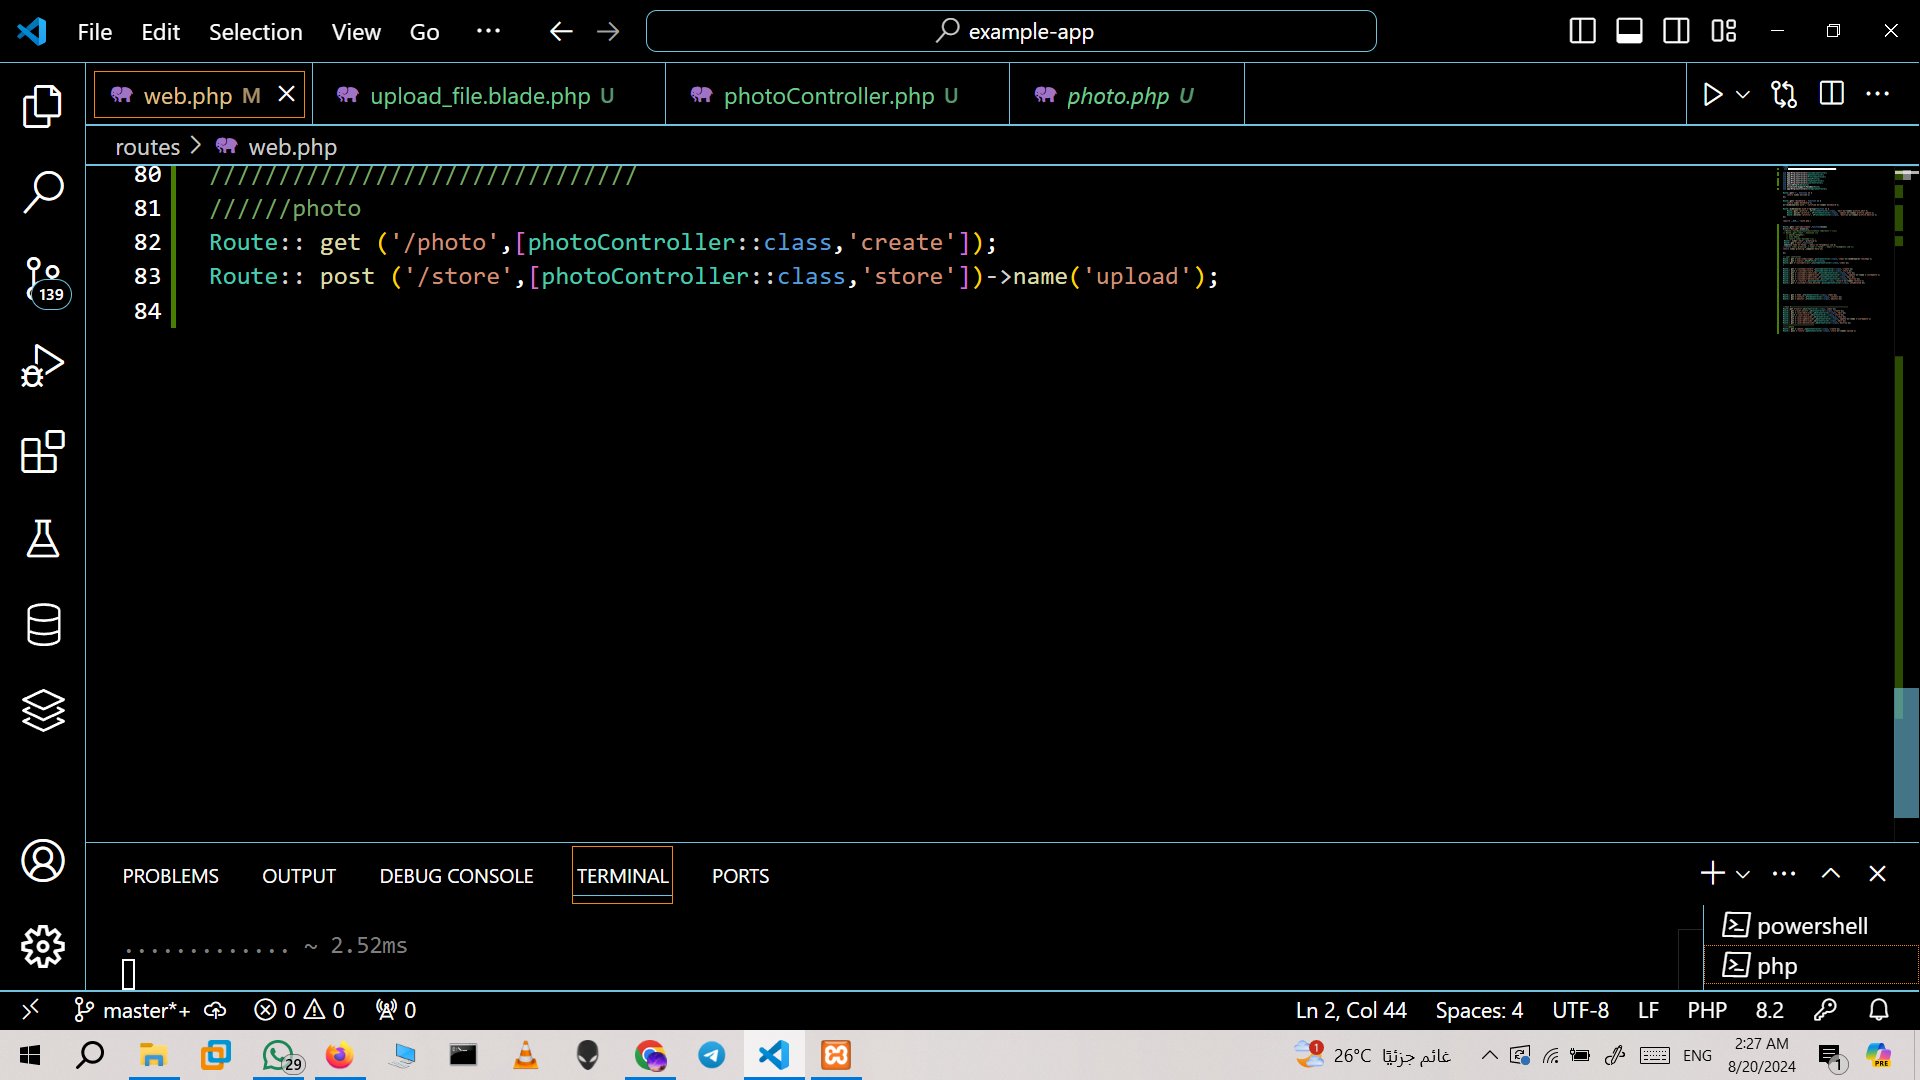 File Edit Selection View Go ···
example-app
web.php M
upload_file.blade.php U
photoController.php U
photo.php U
routes > web.php
80 ///////////////////////////////
81 //////photo
82 Route:: get ('/photo',[photoController::class,'create']);
83 Route:: post ('/store',[photoController::class,'store'])->name('upload');
84
139
PROBLEMS OUTPUT DEBUG CONSOLE TERMINAL PORTS
............. ~ 2.52ms
powershell
php
master*+ 0 0 0
Ln 2, Col 44 Spaces: 4 UTF-8 LF PHP 8.2
29
1
26°C غائم جزئيًا
ENG
2:27 AM
8/20/2024
1
PRE